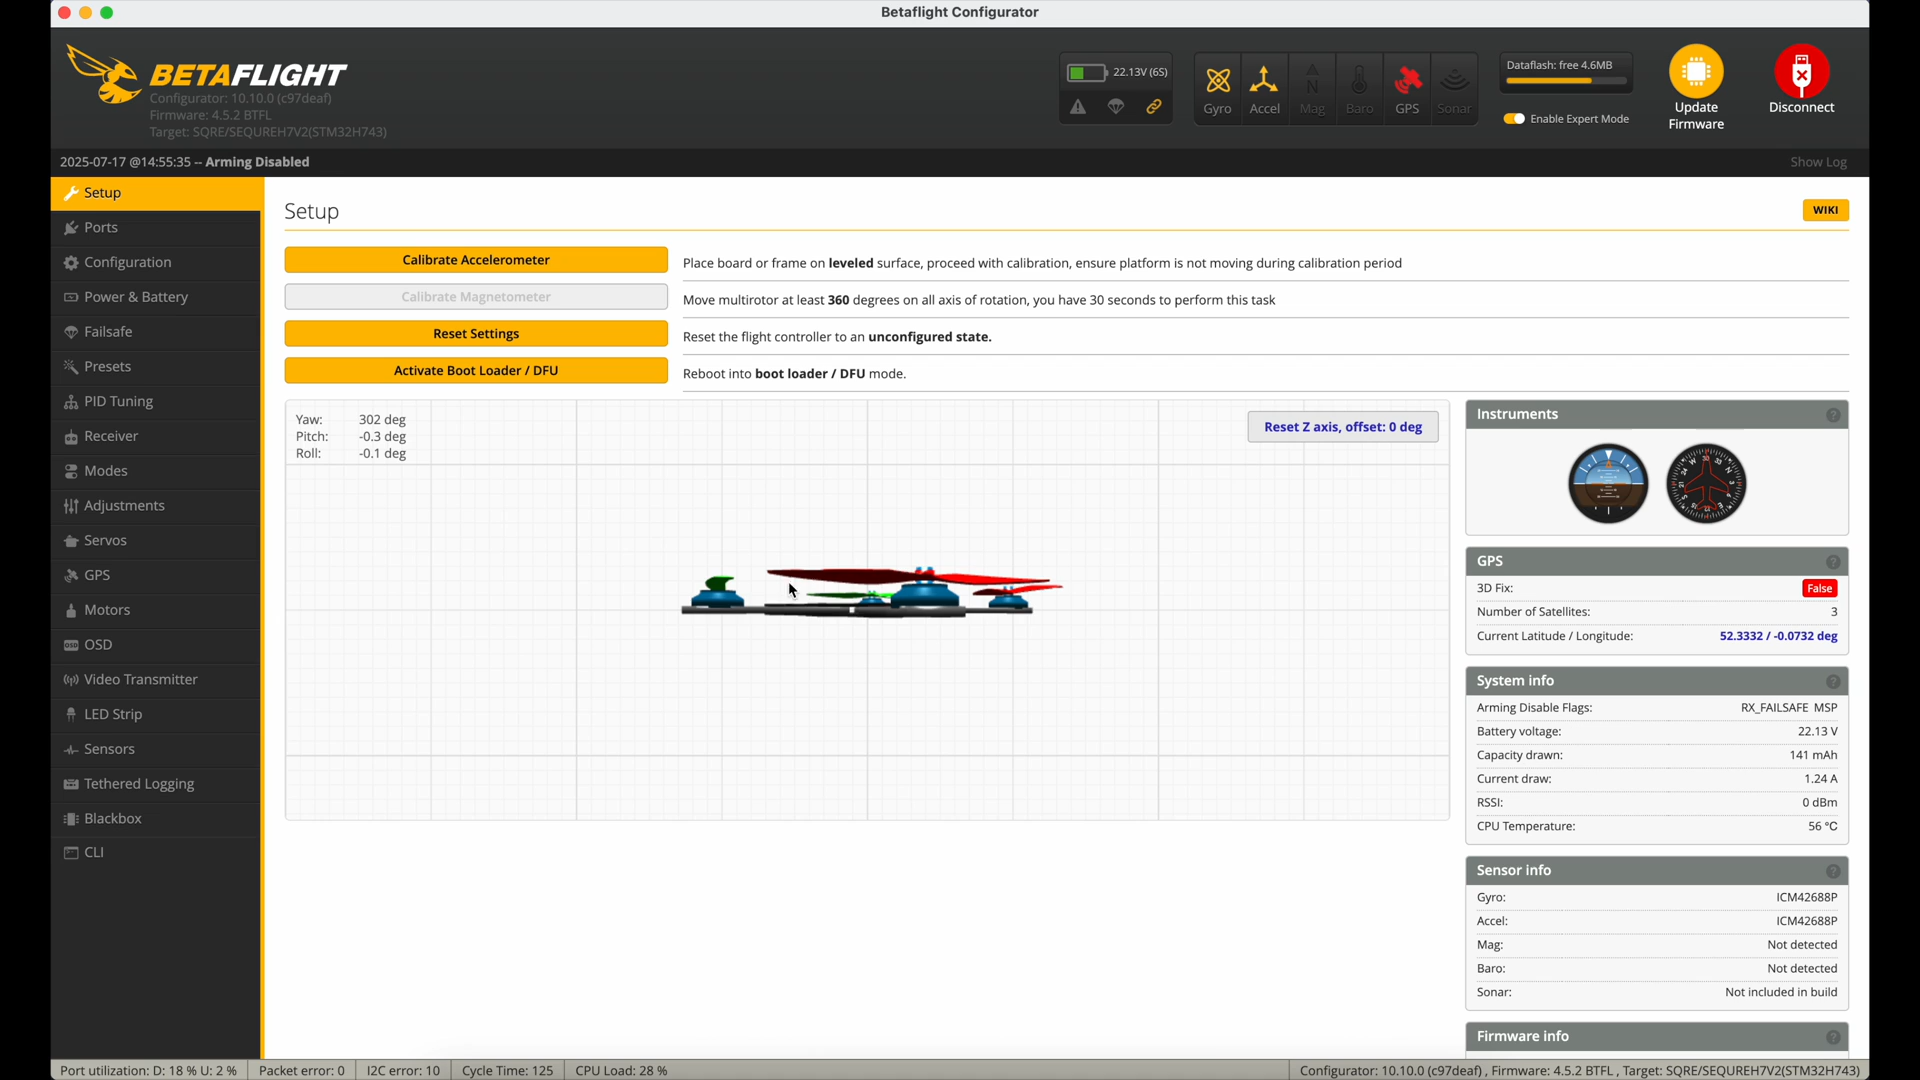 Betaflight Configurator
BETAFLIGHT
Configurator: 10.10.0 (c97deaf)
Firmware: 4.5.2 BTFL
Target: SQRE/SEQUREH7V2(STM32H743)
22.13V (6S)
Gyro
Accel
Mag
Baro
GPS
Sonar
Dataflash: free 4.6MB
Enable Expert Mode
Update
Firmware
Disconnect
2025-07-17 @14:55:35 -- Arming Disabled
Show Log
Setup
Ports
Configuration
Power & Battery
Failsafe
Presets
PID Tuning
Receiver
Modes
Adjustments
Servos
GPS
Motors
OSD
Video Transmitter
LED Strip
Sensors
Tethered Logging
Blackbox
CLI
Setup
WIKI
Calibrate Accelerometer
Place board or frame on leveled surface, proceed with calibration, ensure platform is not moving during calibration period
Calibrate Magnetometer
Move multirotor at least 360 degrees on all axis of rotation, you have 30 seconds to perform this task
Reset Settings
Reset the flight controller to an unconfigured state.
Activate Boot Loader / DFU
Reboot into boot loader / DFU mode.
Yaw: 302 deg
Pitch: -0.3 deg
Roll: -0.1 deg
Reset Z axis, offset: 0 deg
Instruments
GPS
3D Fix: False
Number of Satellites: 3
Current Latitude / Longitude: 52.3332 / -0.0732 deg
System info
Arming Disable Flags: RX_FAILSAFE MSP
Battery voltage: 22.13 V
Capacity drawn: 141 mAh
Current draw: 1.24 A
RSSI: 0 dBm
CPU Temperature: 56 °C
Sensor info
Gyro: ICM42688P
Accel: ICM42688P
Mag: Not detected
Baro: Not detected
Sonar: Not included in build
Firmware info
Port utilization: D: 18 % U: 2 %
Packet error: 0
I2C error: 10
Cycle Time: 125
CPU Load: 28 %
Configurator: 10.10.0 (c97deaf) , Firmware: 4.5.2 BTFL , Target: SQRE/SEQUREH7V2(STM32H743)